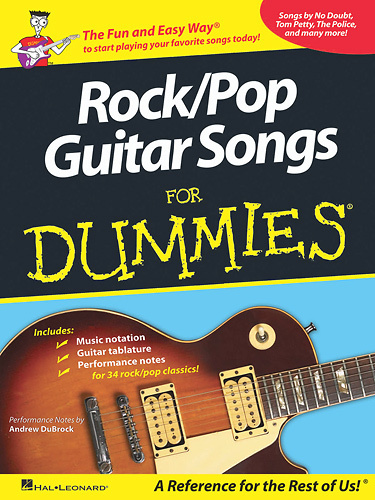 The Fun and Easy Way®
to start playing your favorite songs today!
Songs by No Doubt,
Tom Petty, The Police,
and many more!
Rock/Pop
Guitar Songs
FOR
DUMMIES®
Includes:
Music notation
Guitar tablature
Performance notes
for 34 rock/pop classics!
Performance Notes by
Andrew DuBrock
HAL•LEONARD®
A Reference for the Rest of Us!®